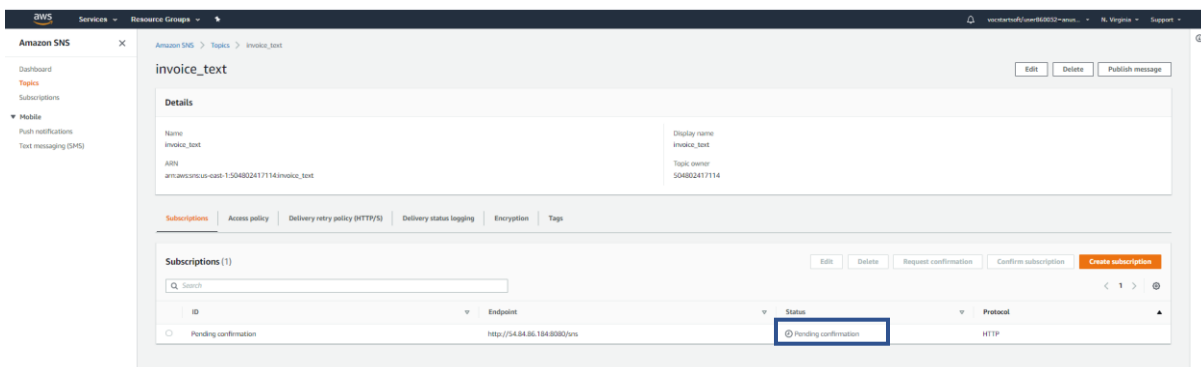 aws Services Resource Groups vocstartsoft/user860032=anus... N. Virginia Support
Amazon SNS
Dashboard
Topics
Subscriptions
Mobile
Push notifications
Text messaging (SMS)
Amazon SNS > Topics > invoice_text
invoice_text Edit Delete Publish message
Details
Name Display name
invoice_text invoice_text
ARN Topic owner
arn:aws:sns:us-east-1:504802417114:invoice_text 504802417114
Subscriptions Access policy Delivery retry policy (HTTP/S) Delivery status logging Encryption Tags
Subscriptions (1) Edit Delete Request confirmation Confirm subscription Create subscription
Search < 1 >
ID Endpoint Status Protocol
Pending confirmation http://54.84.86.184:8080/sns Pending confirmation HTTP